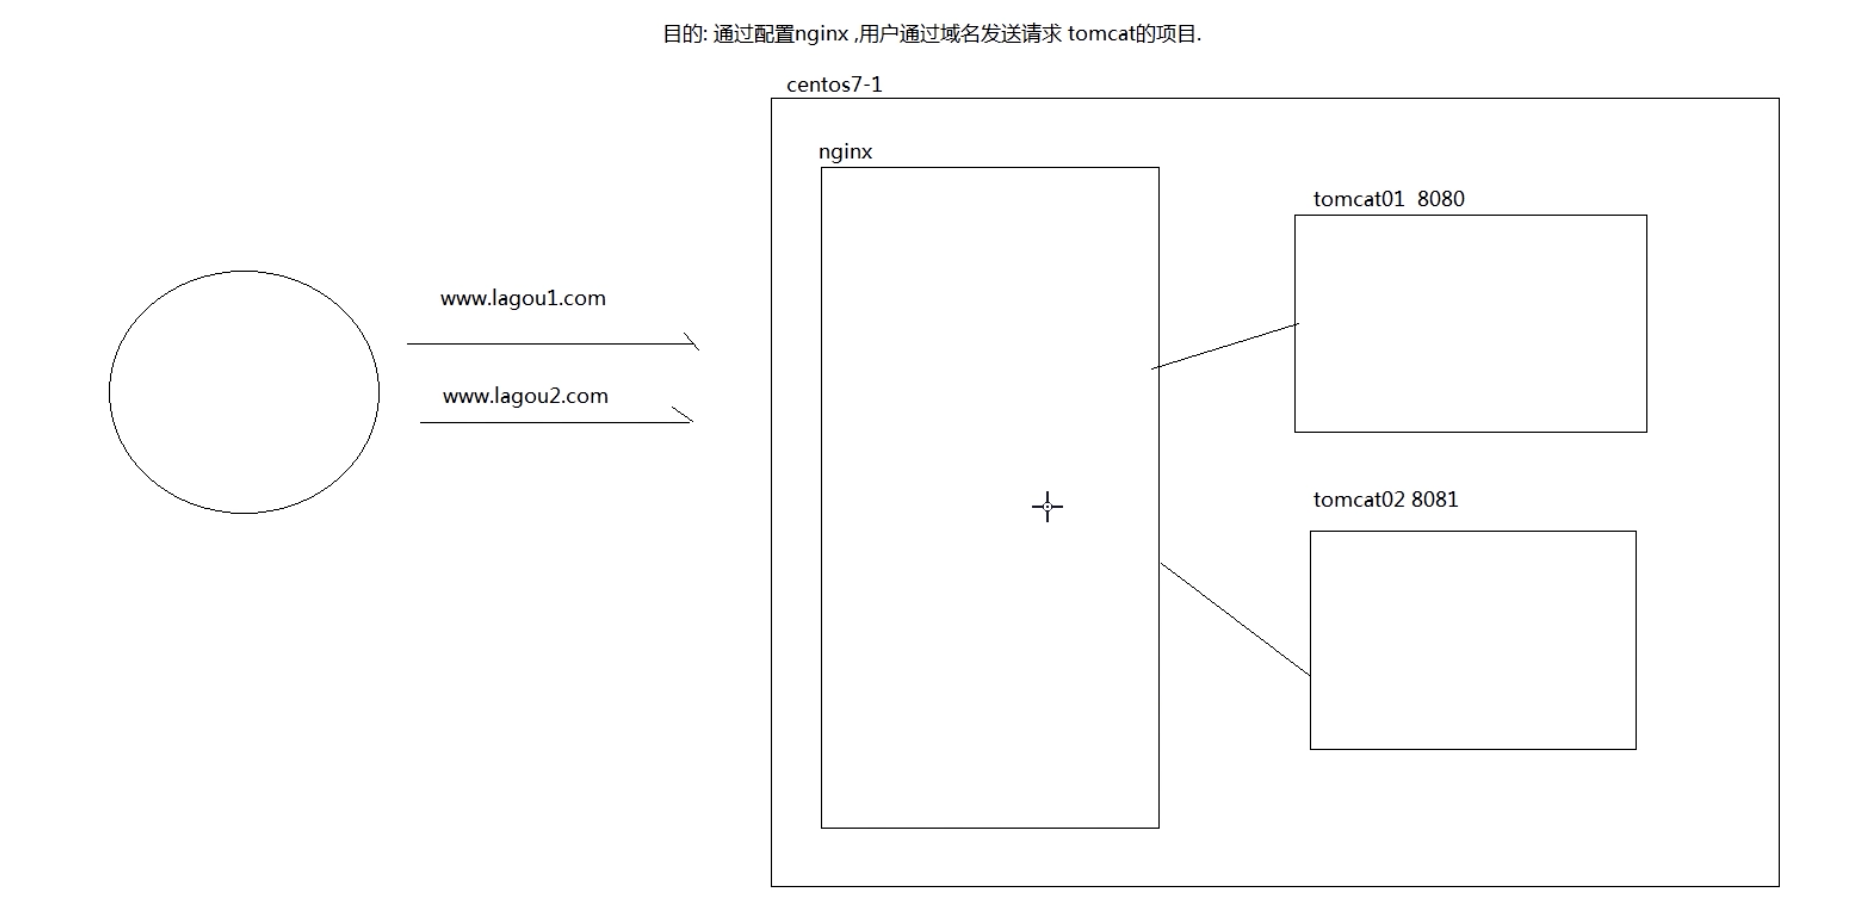 目的: 通过配置nginx ,用户通过域名发送请求 tomcat的项目.
centos7-1
nginx
tomcat01  8080
www.lagou1.com
www.lagou2.com
tomcat02 8081